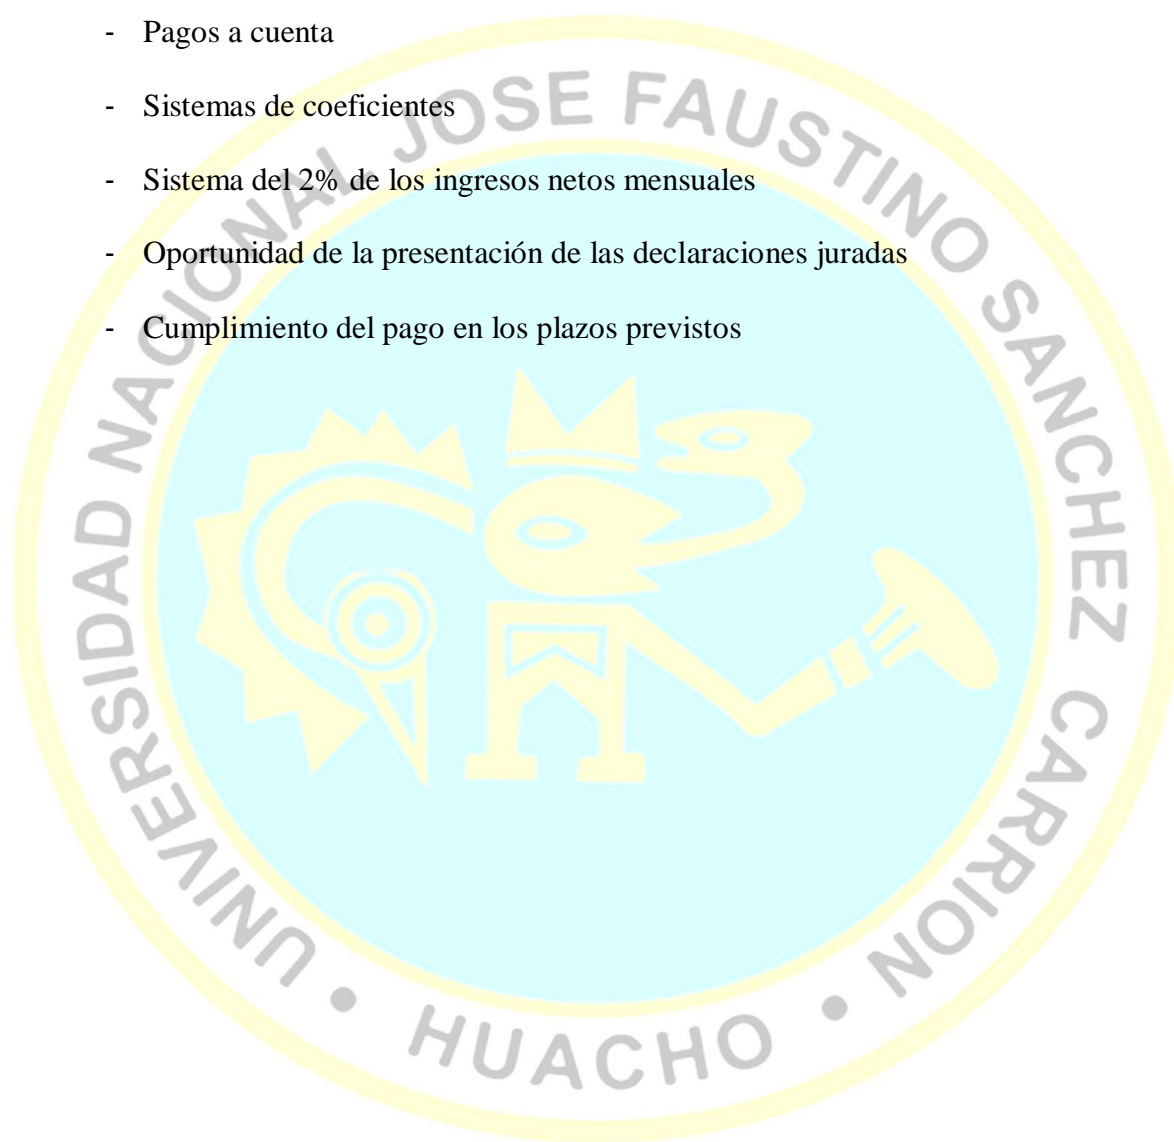 - Pagos a cuenta
- Sistemas de coeficientes
- Sistema del 2% de los ingresos netos mensuales
- Oportunidad de la presentación de las declaraciones juradas
- Cumplimiento del pago en los plazos previstos
UNIVERSIDAD NACIONAL JOSE FAUSTINO SANCHEZ CARRION
• HUACHO •